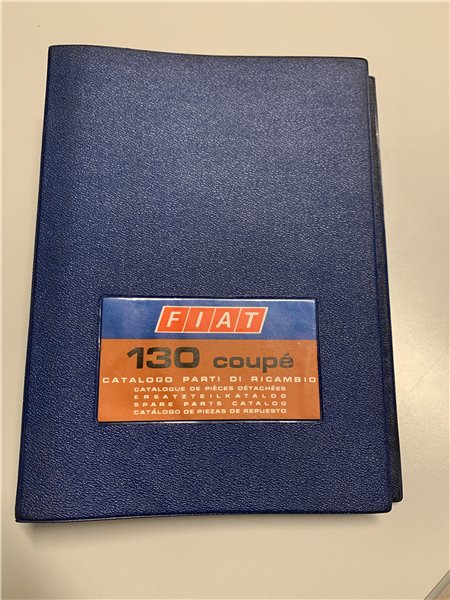 FIAT
130 coupé
CATALOGO PARTI DI RICAMBIO
CATALOGUE DE PIÈCES DÉTACHÉES
ERSATZTEILKATALOG
SPARE PARTS CATALOG
CATÁLOGO DE PIEZAS DE REPUESTO